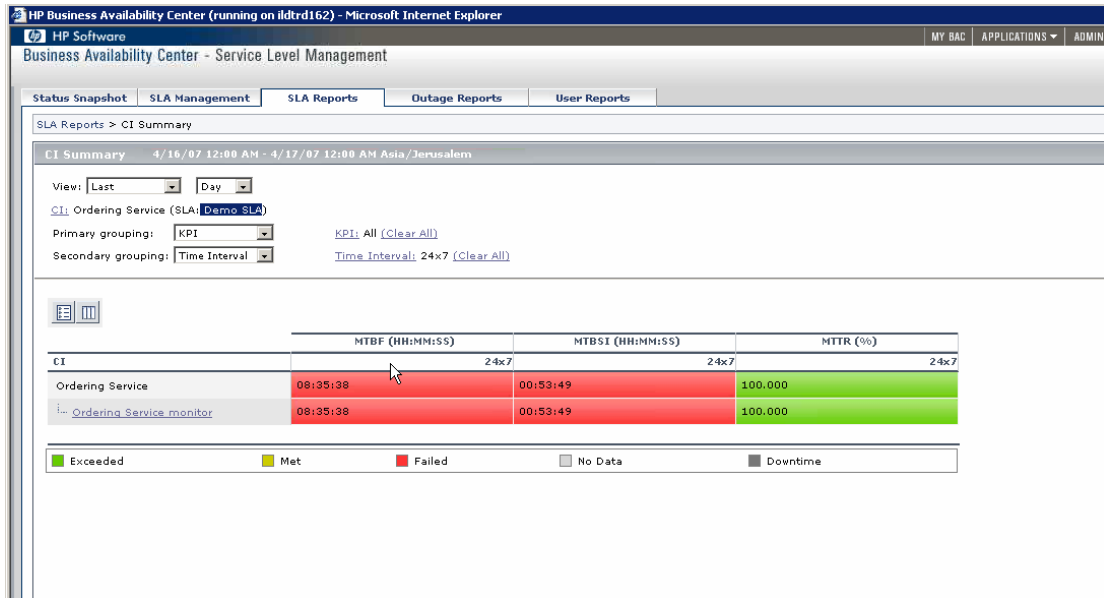 HP Business Availability Center (running on ildtrd162) - Microsoft Internet Explorer
hp HP Software MY BAC APPLICATIONS ADMIN
Business Availability Center - Service Level Management
Status Snapshot SLA Management SLA Reports Outage Reports User Reports
SLA Reports > CI Summary
CI Summary 4/16/07 12:00 AM - 4/17/07 12:00 AM Asia/Jerusalem
View: Last Day
CI: Ordering Service (SLA: Demo SLA)
Primary grouping: KPI KPI: All (Clear All)
Secondary grouping: Time Interval Time Interval: 24x7 (Clear All)
MTBF (HH:MM:SS) MTBSI (HH:MM:SS) MTTR (%)
CI 24x7 24x7 24x7
Ordering Service 08:35:38 00:53:49 100.000
Ordering Service monitor 08:35:38 00:53:49 100.000
Exceeded Met Failed No Data Downtime